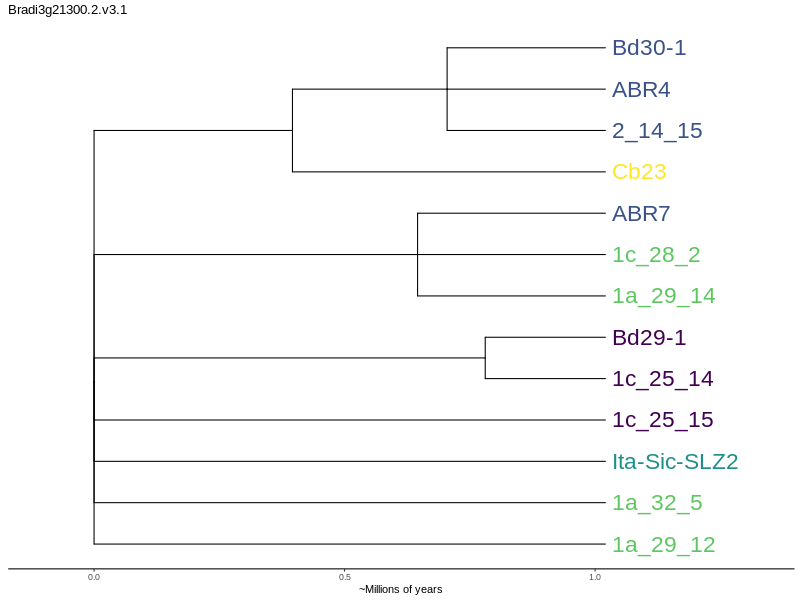 Bradi3g21300.2.v3.1
Bd30-1
ABR4
2_14_15
Cb23
ABR7
1c_28_2
1a_29_14
Bd29-1
1c_25_14
1c_25_15
Ita-Sic-SLZ2
1a_32_5
1a_29_12
0.0 0.5 1.0
~Millions of years